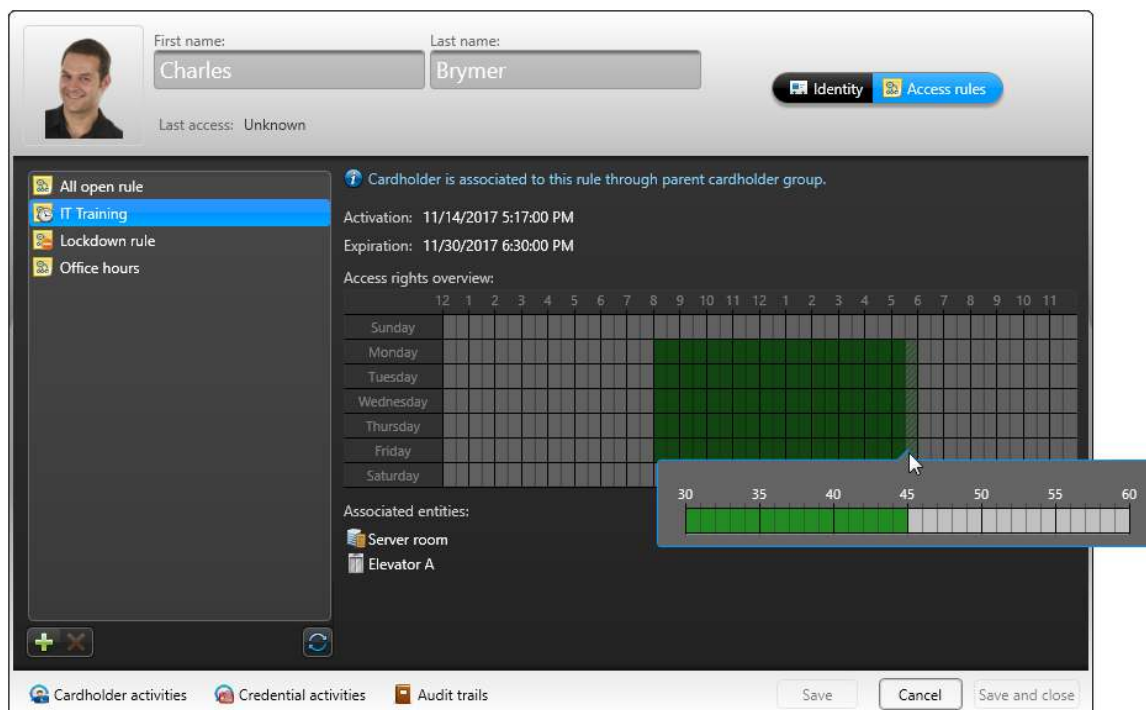 First name: Last name:
Charles Brymer
Identity Access rules
Last access: Unknown
All open rule
IT Training
Lockdown rule
Office hours
Cardholder is associated to this rule through parent cardholder group.
Activation: 11/14/2017 5:17:00 PM
Expiration: 11/30/2017 6:30:00 PM
Access rights overview:
12 1 2 3 4 5 6 7 8 9 10 11 12 1 2 3 4 5 6 7 8 9 10 11
Sunday
Monday
Tuesday
Wednesday
Thursday
Friday
Saturday
30 35 40 45 50 55 60
Associated entities:
Server room
Elevator A
Cardholder activities Credential activities Audit trails Save Cancel Save and close